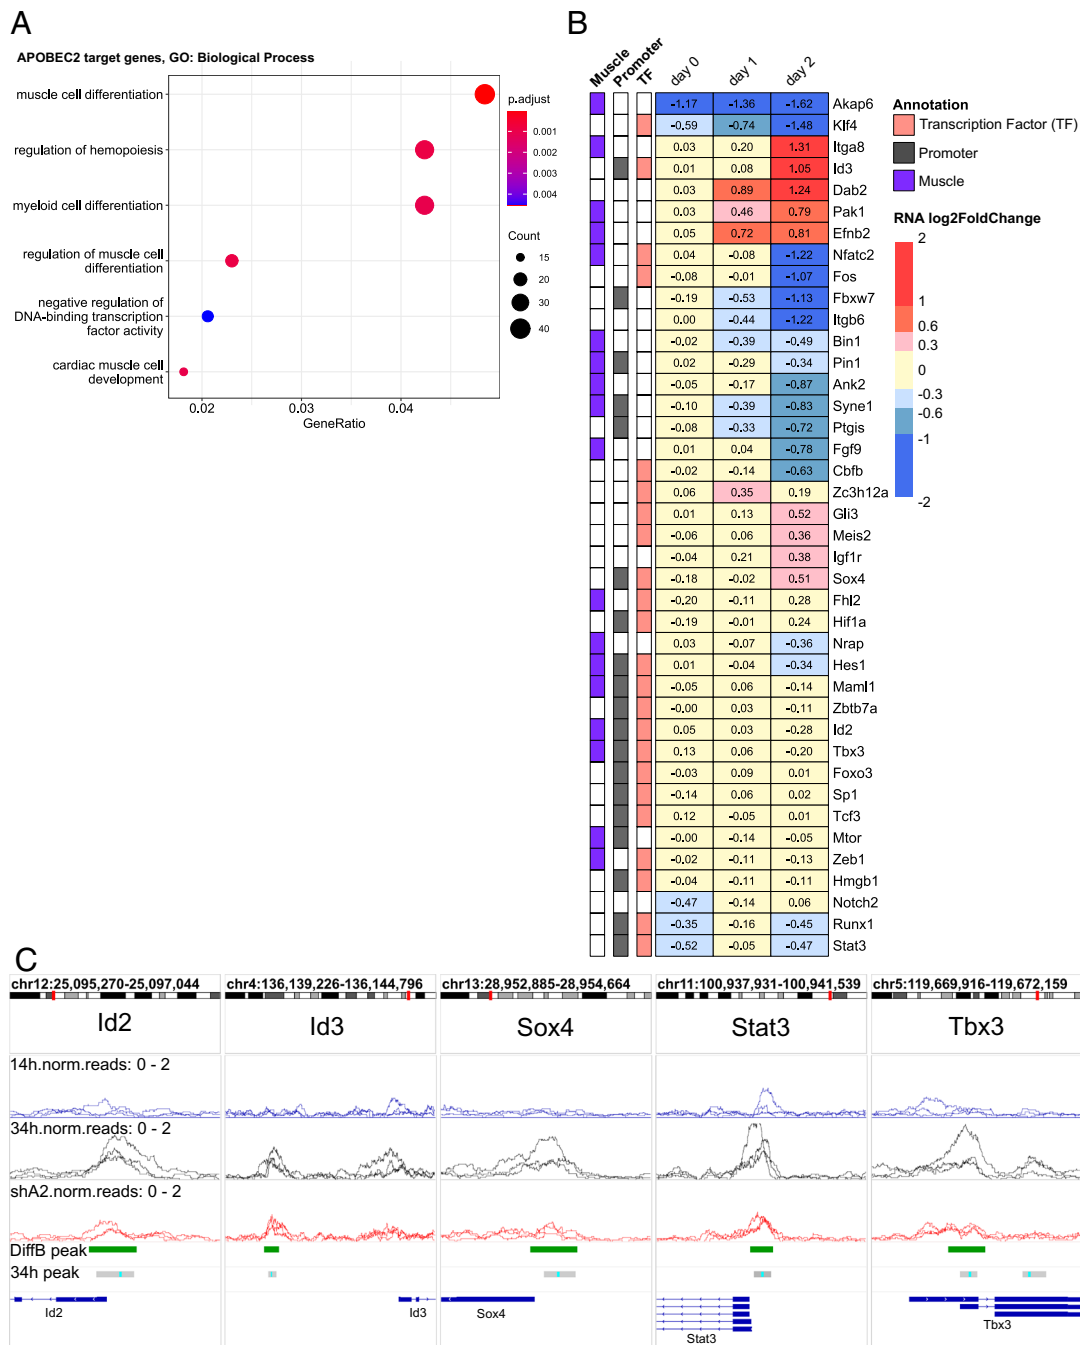 A
APOBEC2 target genes, GO: Biological Process
muscle cell differentiation
regulation of hemopoiesis
myeloid cell differentiation
regulation of muscle cell
differentiation
negative regulation of
DNA-binding transcription
factor activity
cardiac muscle cell
development
0.02 0.03 0.04
GeneRatio
p.adjust
0.001
0.002
0.003
0.004
Count
15
20
30
40
B
Muscle Promoter TF day 0 day 1 day 2
-1.17 -1.36 -1.62 Akap6
-0.59 -0.74 -1.48 Klf4
0.03 0.20 1.31 Itga8
0.01 0.08 1.05 Id3
0.03 0.89 1.24 Dab2
0.03 0.46 0.79 Pak1
0.05 0.72 0.81 Efnb2
0.04 -0.08 -1.22 Nfatc2
-0.08 -0.01 -1.07 Fos
-0.19 -0.53 -1.13 Fbxw7
0.00 -0.44 -1.22 Itgb6
-0.02 -0.39 -0.49 Bin1
0.02 -0.29 -0.34 Pin1
-0.05 -0.17 -0.87 Ank2
-0.10 -0.39 -0.83 Syne1
-0.08 -0.33 -0.72 Ptgis
0.01 0.04 -0.78 Fgf9
-0.02 -0.14 -0.63 Cbfb
0.06 0.35 0.19 Zc3h12a
0.01 0.13 0.52 Gli3
-0.06 0.06 0.36 Meis2
-0.04 0.21 0.38 Igf1r
-0.18 -0.02 0.51 Sox4
-0.20 -0.11 0.28 Fhl2
-0.19 -0.01 0.24 Hif1a
0.03 -0.07 -0.36 Nrap
0.01 -0.04 -0.34 Hes1
-0.05 0.06 -0.14 Maml1
-0.00 0.03 -0.11 Zbtb7a
0.05 0.03 -0.28 Id2
0.13 0.06 -0.20 Tbx3
-0.03 0.09 0.01 Foxo3
-0.14 0.06 0.02 Sp1
0.12 -0.05 0.01 Tcf3
-0.00 -0.14 -0.05 Mtor
-0.02 -0.11 -0.13 Zeb1
-0.04 -0.11 -0.11 Hmgb1
-0.47 -0.14 0.06 Notch2
-0.35 -0.16 -0.45 Runx1
-0.52 -0.05 -0.47 Stat3
Annotation
Transcription Factor (TF)
Promoter
Muscle
RNA log2FoldChange
2
1
0.6
0.3
0
-0.3
-0.6
-1
-2
C
chr12:25,095,270-25,097,044 chr4:136,139,226-136,144,796 chr13:28,952,885-28,954,664 chr11:100,937,931-100,941,539 chr5:119,669,916-119,672,159
Id2 Id3 Sox4 Stat3 Tbx3
14h.norm.reads: 0 - 2
34h.norm.reads: 0 - 2
shA2.norm.reads: 0 - 2
DiffB peak
34h peak
Id2 Id3 Sox4 Stat3 Tbx3